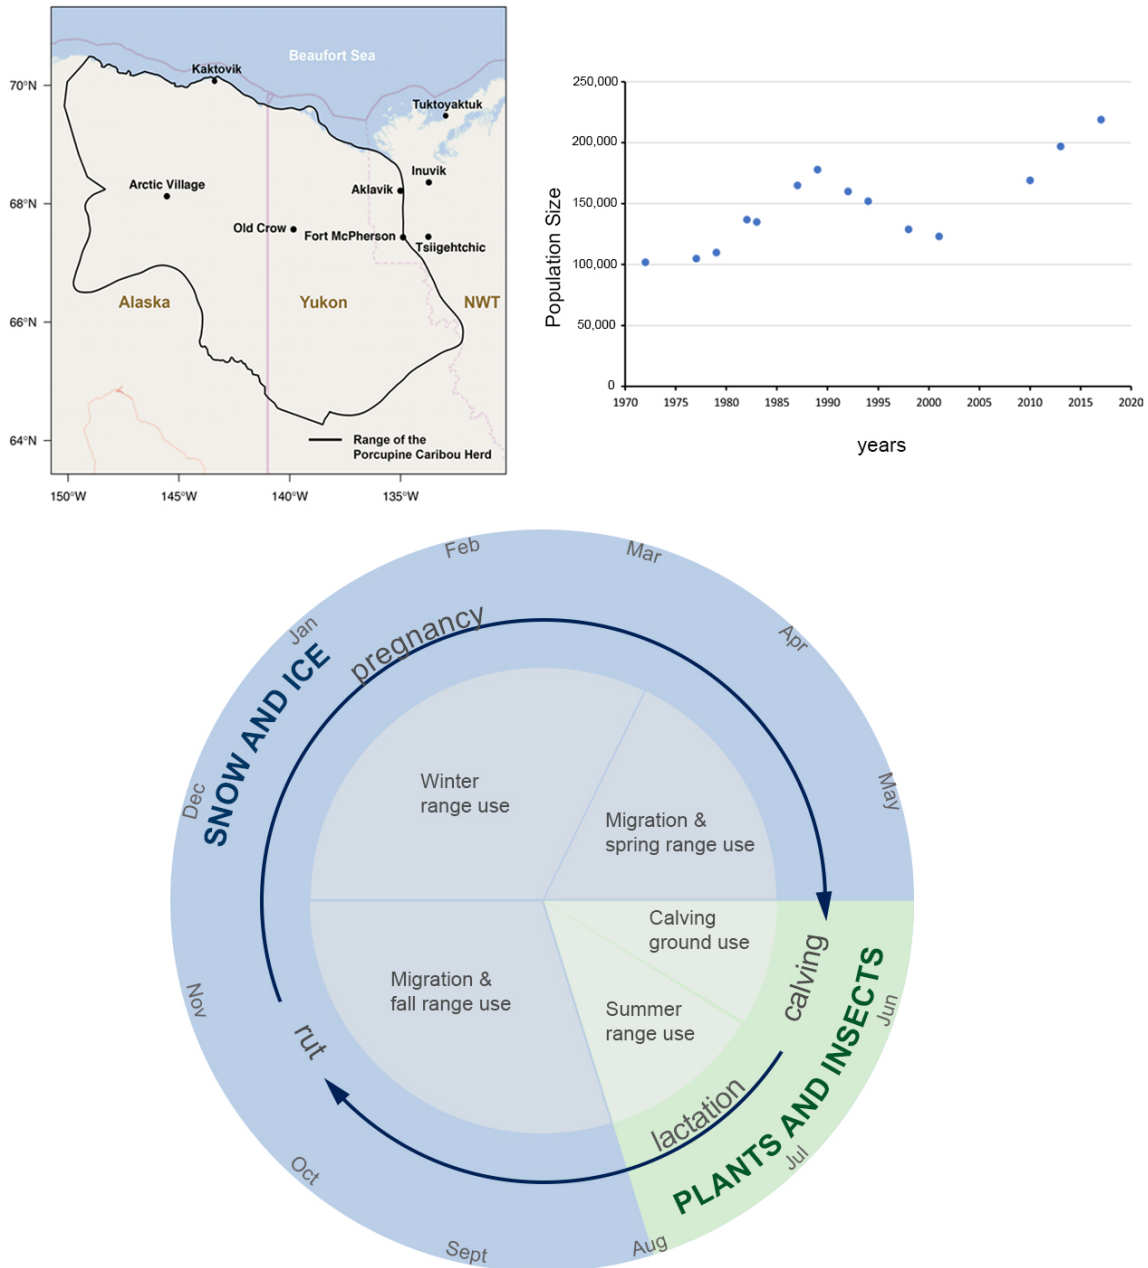 Beaufort Sea
Kaktovik
70°N
Tuktoyaktuk
Inuvik
Arctic Village
Aklavik
68°N
Old Crow
Fort McPherson
Tsiigehtchic
Alaska
Yukon
NWT
66°N
64°N
Range of the
Porcupine Caribou Herd
150°W
145°W
140°W
135°W
250,000
200,000
150,000
100,000
50,000
0
Population Size
1970
1975
1980
1985
1990
1995
2000
2005
2010
2015
2020
years
Feb
Mar
Jan
Apr
pregnancy
SNOW AND ICE
Dec
May
Winter
range use
Migration &
spring range use
Calving
ground use
calving
Migration &
fall range use
Summer
range use
Nov
rut
Jun
PLANTS AND INSECTS
lactation
Jul
Oct
Sept
Aug